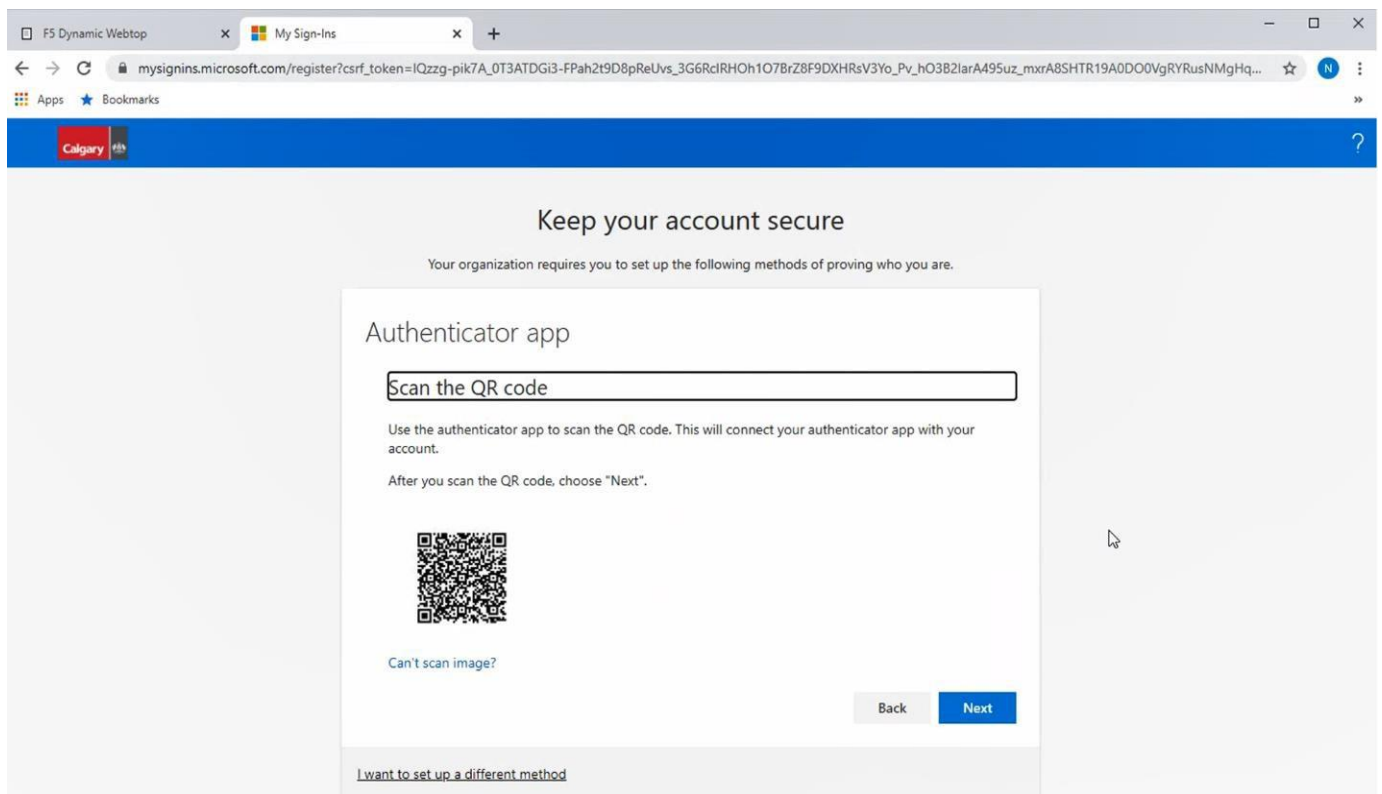 F5 Dynamic Webtop
My Sign-Ins
mysignins.microsoft.com/register?csrf_token=IQzzg-pik7A_0T3ATDGi3-FPah2t9D8pReUvs_3G6RcIRHOh1O7BrZ8F9DXHRsV3Yo_Pv_hO3B2IarA495uz_mxrA8SHTR19A0DO0VgRYRusNMgHq...
N
Apps
Bookmarks
»
Calgary
?
Keep your account secure
Your organization requires you to set up the following methods of proving who you are.
Authenticator app
Scan the QR code
Use the authenticator app to scan the QR code. This will connect your authenticator app with your
account.
After you scan the QR code, choose "Next".
Can't scan image?
Back
Next
I want to set up a different method